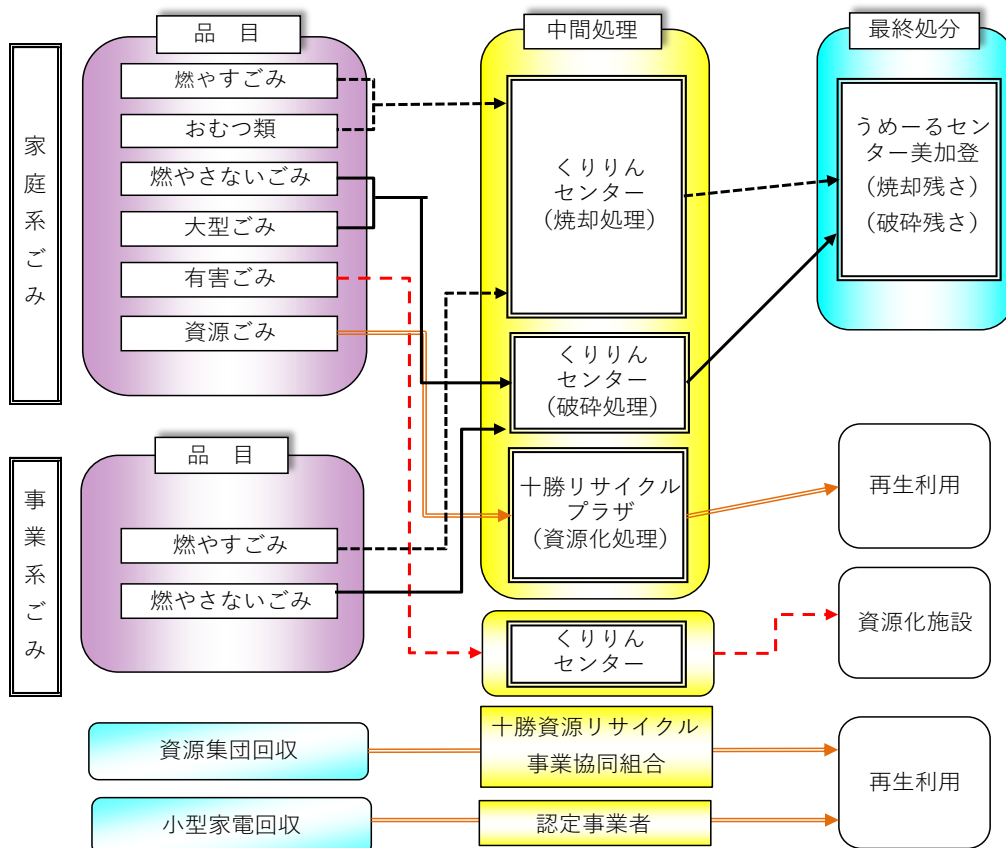 家庭系ごみ
品　目
燃やすごみ
おむつ類
燃やさないごみ
大型ごみ
有害ごみ
資源ごみ
事業系ごみ
品　目
燃やすごみ
燃やさないごみ
中間処理
くりりん
センター
（焼却処理）
くりりん
センター
（破砕処理）
十勝リサイクル
プラザ
（資源化処理）
くりりん
センター
最終処分
うめーるセン
ター美加登
（焼却残さ）
（破砕残さ）
再生利用
資源化施設
資源集団回収
十勝資源リサイクル
事業協同組合
小型家電回収
認定事業者
再生利用